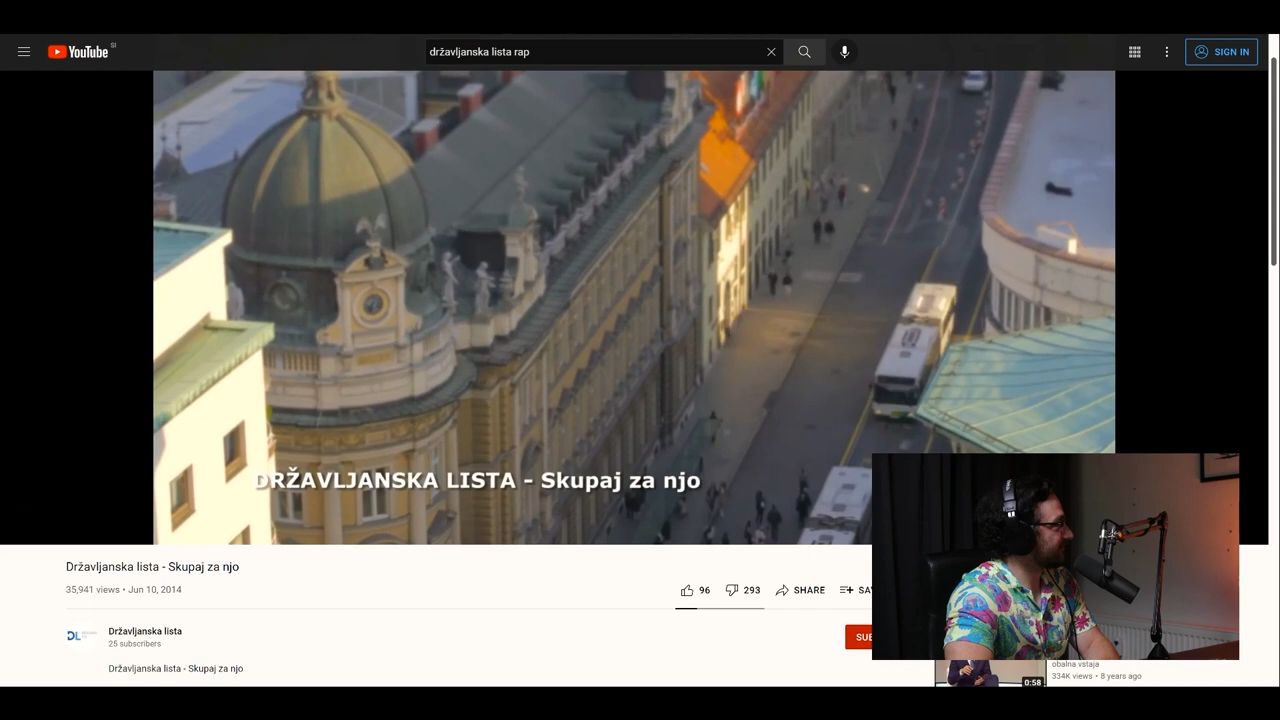 YouTube SI
državljanska lista rap
SIGN IN
DRŽAVLJANSKA LISTA - Skupaj za njo
Državljanska lista - Skupaj za njo
35,941 views • Jun 10, 2014
96
293
SHARE
DL
Državljanska lista
25 subscribers
Državljanska lista - Skupaj za njo
0:58
obalna vstaja
334K views • 8 years ago